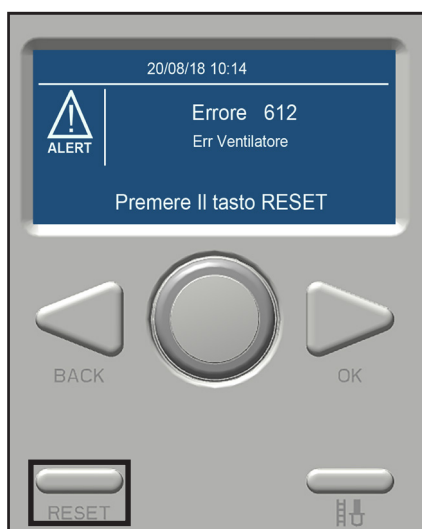 20/08/18 10:14
Errore 612
ALERT
Err Ventilatore
Premere Il tasto RESET
BACK
OK
RESET